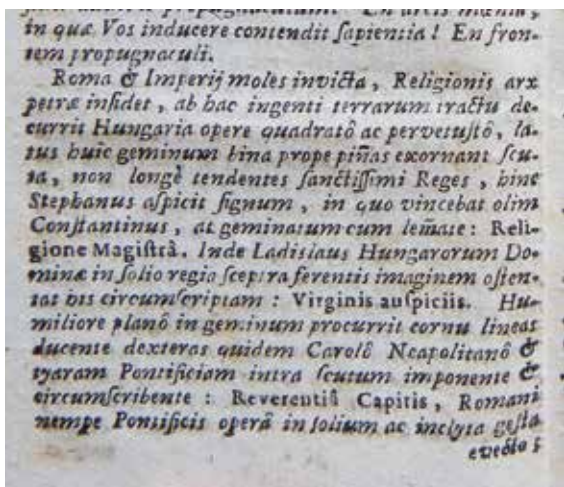 in quæ Vos inducere contendit ſapientia! En fron-
tem propugnaculi.
Roma & Imperij moles invicta, Religionis arx
petræ inſidet, ab hac ingenti terrarum tractu de-
currit Hungaria opere quadratô ac pervetuſtô, la-
tus huic geminum bina prope piñas exornant ſcu-
ta, non longè tendentes ſanctiſſimi Reges, hinc
Stephanus aſpicit ſignum, in quo vincebat olim
Conſtantinus, at geminatum cum lem̃ate: Reli-
gione Magiſtrâ. Inde Ladislaus Hungarorum Do-
minæ in ſolio regio ſceptra ferentis imaginem oſten-
tat his circumſcriptam: Virginis auſpiciis. Hu-
miliore planô in geminum procurrit cornu lineas
ducente dexteras quidem Carolô Neapolitanô &
tyaram Pontificiam intra ſcutum imponente &
circumſcribente: Reverentiâ Capitis, Romani
nempe Pontificis operâ in ſolium ac inclyta geſta
evecto;